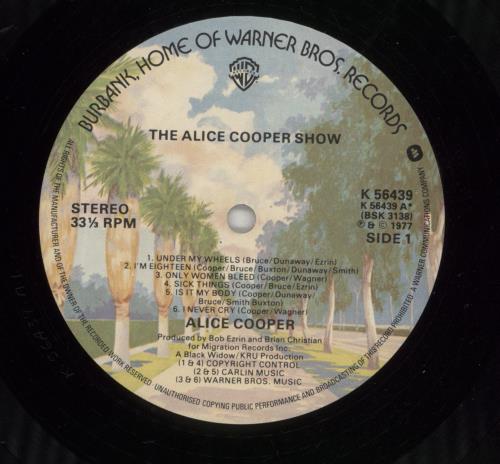 BURBANK, HOME OF WARNER BROS. RECORDS
THE ALICE COOPER SHOW
STEREO
33⅓ RPM
K 56439
K 56439 A*
(BSK 3138)
℗ & © 1977
SIDE 1
1. UNDER MY WHEELS (Bruce/Dunaway/Ezrin)
2. I'M EIGHTEEN (Cooper/Bruce/Buxton/Dunaway/Smith)
3. ONLY WOMEN BLEED (Cooper/Wagner)
4. SICK THINGS (Cooper/Bruce/Ezrin)
5. IS IT MY BODY (Cooper/Dunaway/
Bruce/Smith/Buxton)
6. I NEVER CRY (Cooper/Wagner)
ALICE COOPER
Produced by Bob Ezrin and Brian Christian
for Migration Records Inc.
A Black Widow/KRU Production
(1 & 4) COPYRIGHT CONTROL
(2 & 5) CARLIN MUSIC
(3 & 6) WARNER BROS. MUSIC
ALL RIGHTS OF THE MANUFACTURER AND OF THE OWNER OF THE RECORDED WORK RESERVED. UNAUTHORISED COPYING PUBLIC PERFORMANCE AND BROADCASTING OF THIS RECORD PROHIBITED. A WARNER COMMUNICATIONS COMPANY